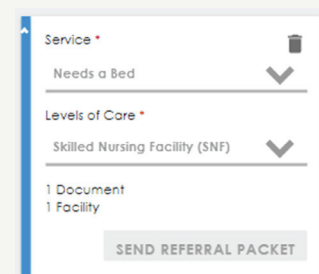 Service *
Needs a Bed
Levels of Care *
Skilled Nursing Facility (SNF)
1 Document
1 Facility
SEND REFERRAL PACKET